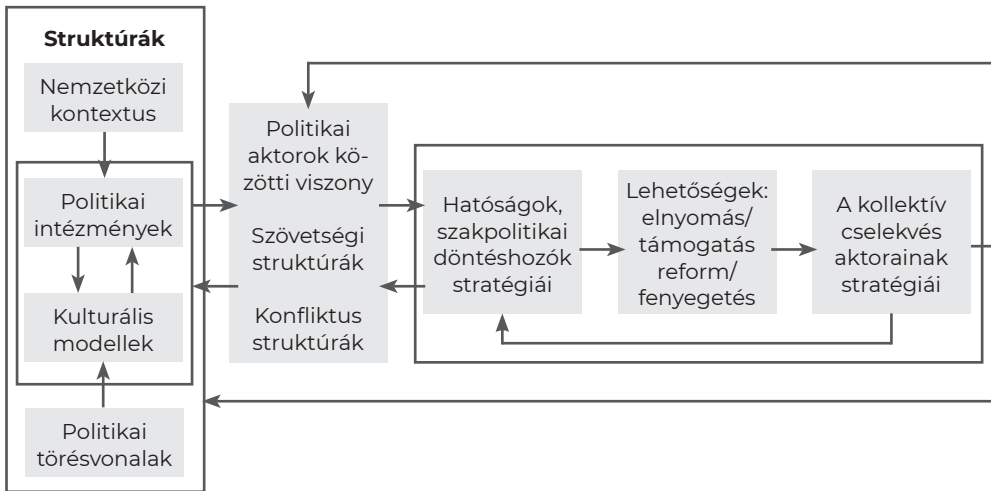 Struktúrák
Nemzetközi
kontextus
Politikai
intézmények
Kulturális
modellek
Politikai
törésvonalak
Politikai
aktorok kö-
zötti viszony
Szövetségi
struktúrák
Konfliktus
struktúrák
Hatóságok,
szakpolitikai
döntéshozók
stratégiái
Lehetőségek:
elnyomás/
támogatás
reform/
fenyegetés
A kollektív
cselekvés
aktorainak
stratégiái